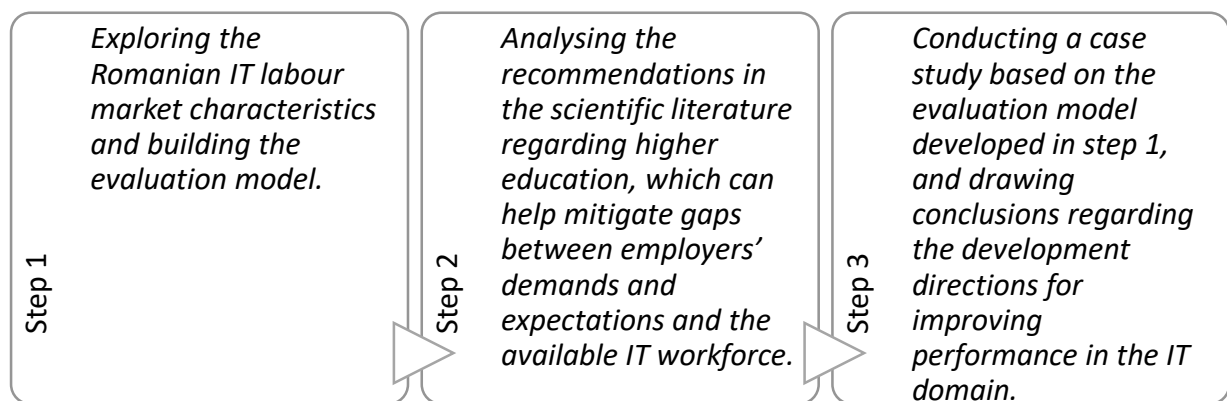 Step 1
Exploring the
Romanian IT labour
market characteristics
and building the
evaluation model.
Step 2
Analysing the
recommendations in
the scientific literature
regarding higher
education, which can
help mitigate gaps
between employers’
demands and
expectations and the
available IT workforce.
Step 3
Conducting a case
study based on the
evaluation model
developed in step 1,
and drawing
conclusions regarding
the development
directions for
improving
performance in the IT
domain.